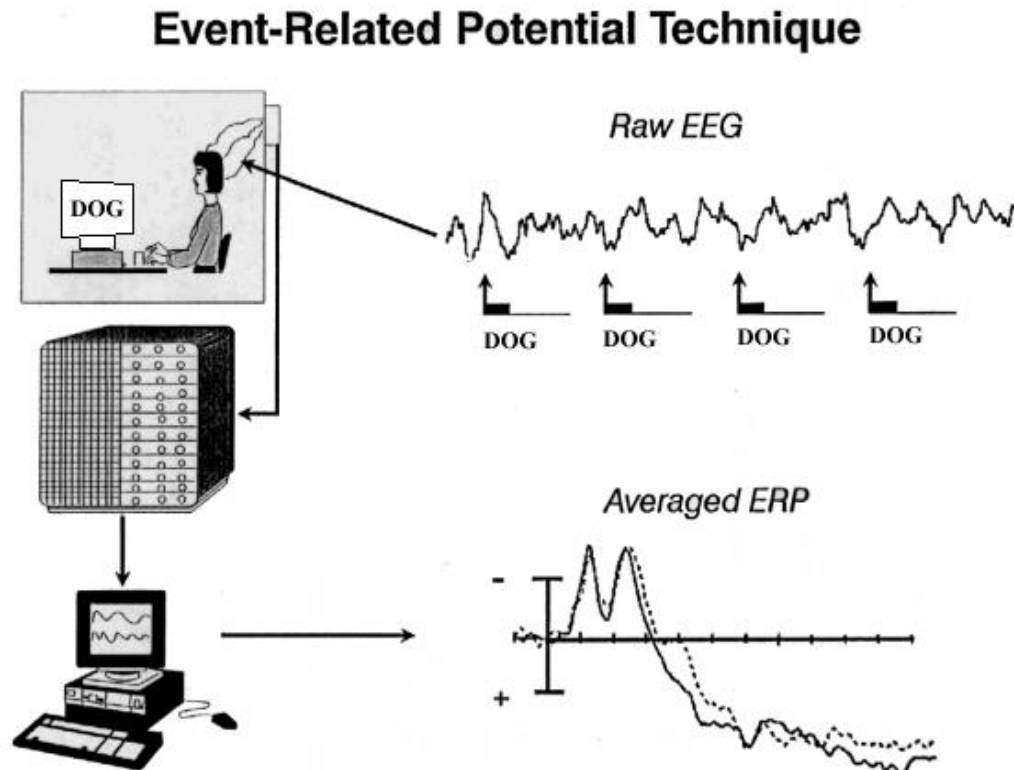 Event-Related Potential Technique
Raw EEG
DOG
DOG
DOG
DOG
DOG
Averaged ERP
-
+